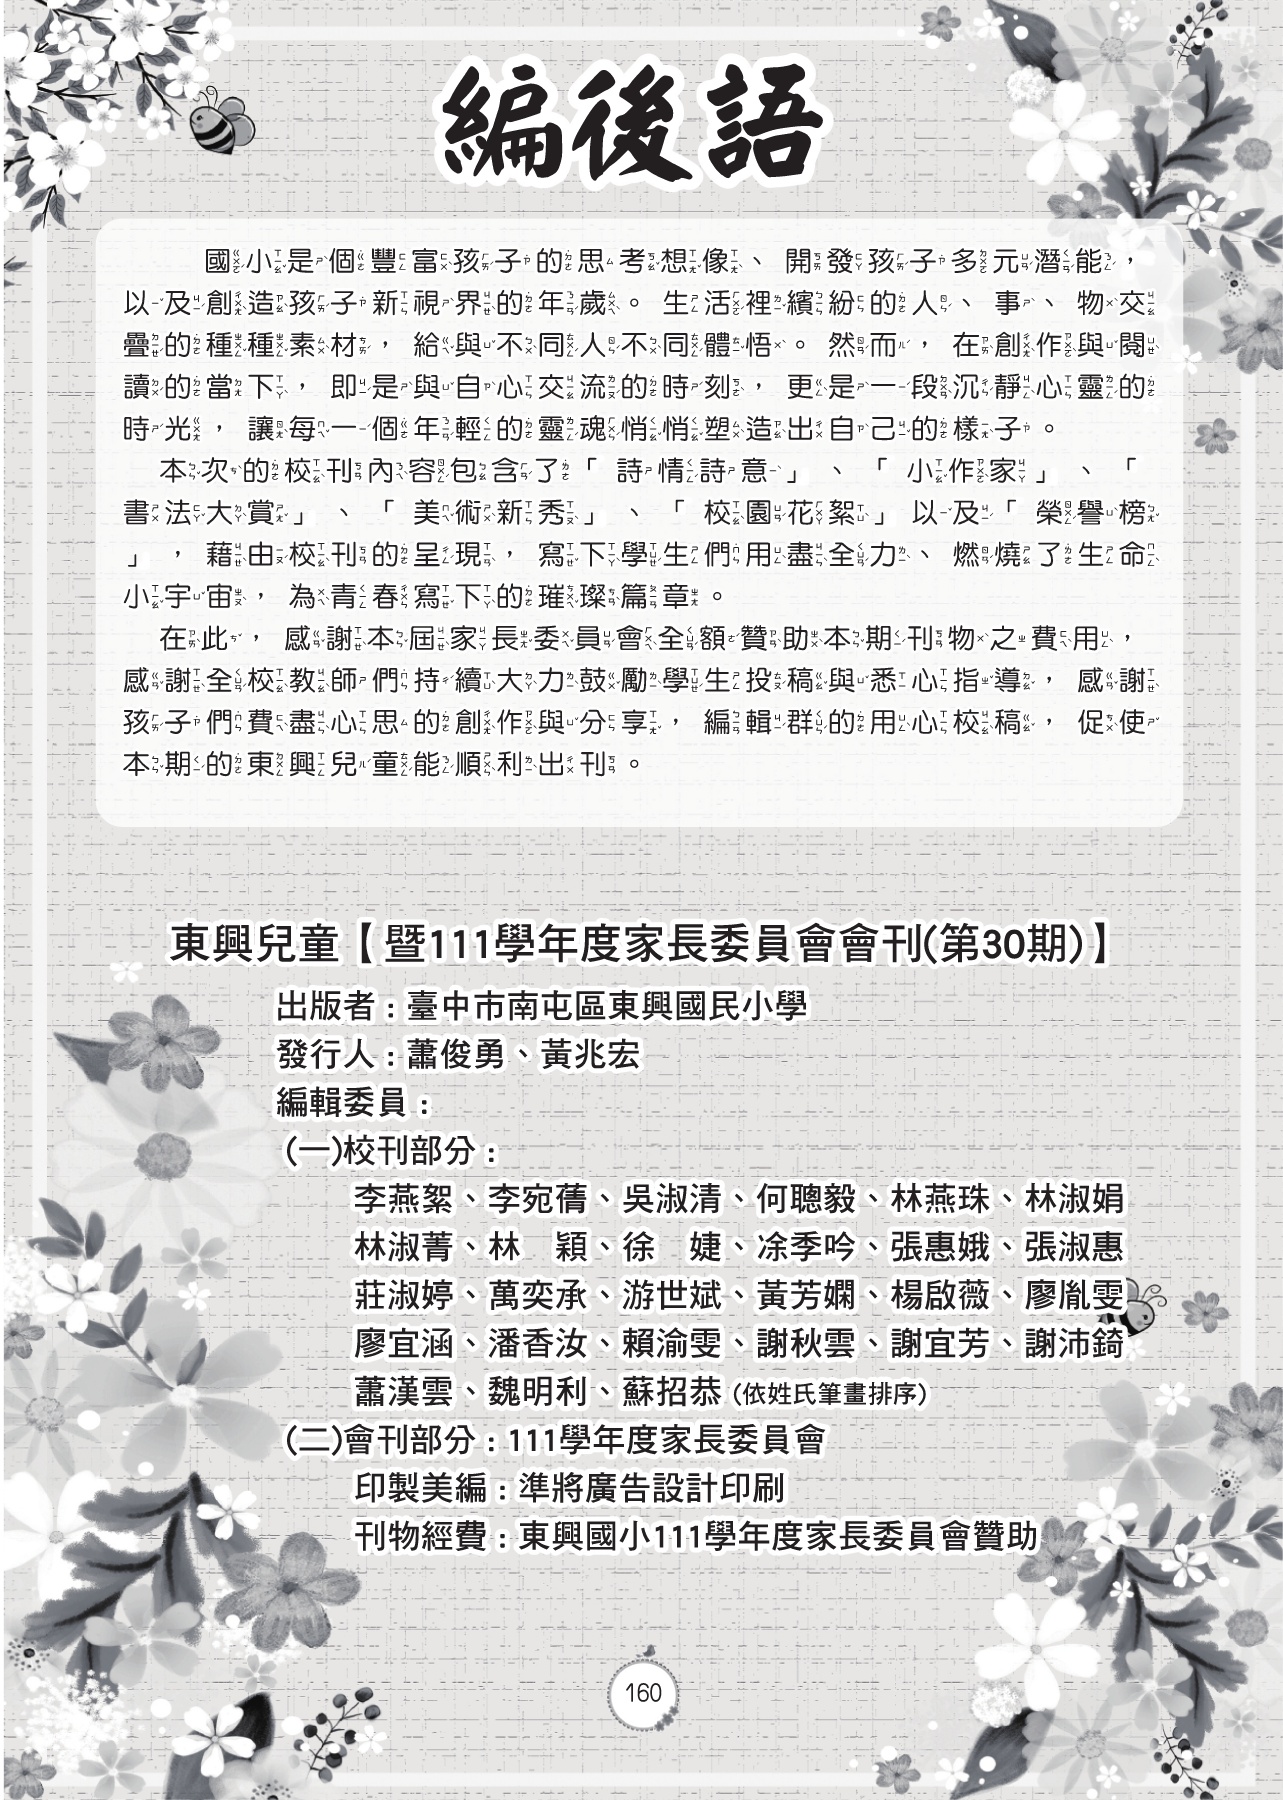 編後語
國小是個豐富孩子的思考想像、開發孩子多元潛能，
以及創造孩子新視界的年歲。生活裡繽紛的人、事、物交
疊的種種素材，給與不同人不同體悟。然而，在創作與閱
讀的當下，即是與自心交流的時刻，更是一段沉靜心靈的
時光，讓每一個年輕的靈魂悄悄塑造出自己的樣子。
本次的校刊內容包含了「詩情詩意」、「小作家」、「
書法大賞」、「美術新秀」、「校園花絮」以及「榮譽榜
」，藉由校刊的呈現，寫下學生們用盡全力、燃燒了生命
小宇宙，為青春寫下的璀璨篇章。
在此，感謝本屆家長委員會全額贊助本期刊物之費用，
感謝全校教師們持續大力鼓勵學生投稿與悉心指導，感謝
孩子們費盡心思的創作與分享，編輯群的用心校稿，促使
本期的東興兒童能順利出刊。
東興兒童【暨111學年度家長委員會會刊(第30期)】
出版者：臺中市南屯區東興國民小學
發行人：蕭俊勇、黃兆宏
編輯委員：
(一)校刊部分：
李燕絮、李宛蒨、吳淑清、何聰毅、林燕珠、林淑娟
林淑菁、林　穎、徐　婕、凃季吟、張惠娥、張淑惠
莊淑婷、萬奕承、游世斌、黃芳嫻、楊啟薇、廖胤雯
廖宜涵、潘香汝、賴渝雯、謝秋雲、謝宜芳、謝沛錡
蕭漢雲、魏明利、蘇招恭 (依姓氏筆畫排序)
(二)會刊部分：111學年度家長委員會
印製美編：準將廣告設計印刷
刊物經費：東興國小111學年度家長委員會贊助
160